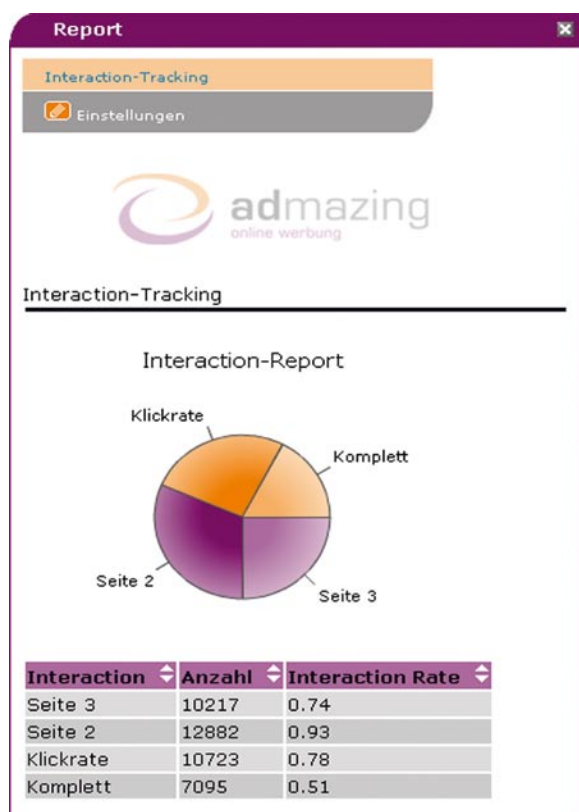 Report
Interaction-Tracking
Einstellungen
admazing
online werbung
Interaction-Tracking
Interaction-Report
Klickrate
Komplett
Seite 2
Seite 3
Interaction Anzahl Interaction Rate
Seite 3 10217 0.74
Seite 2 12882 0.93
Klickrate 10723 0.78
Komplett 7095 0.51